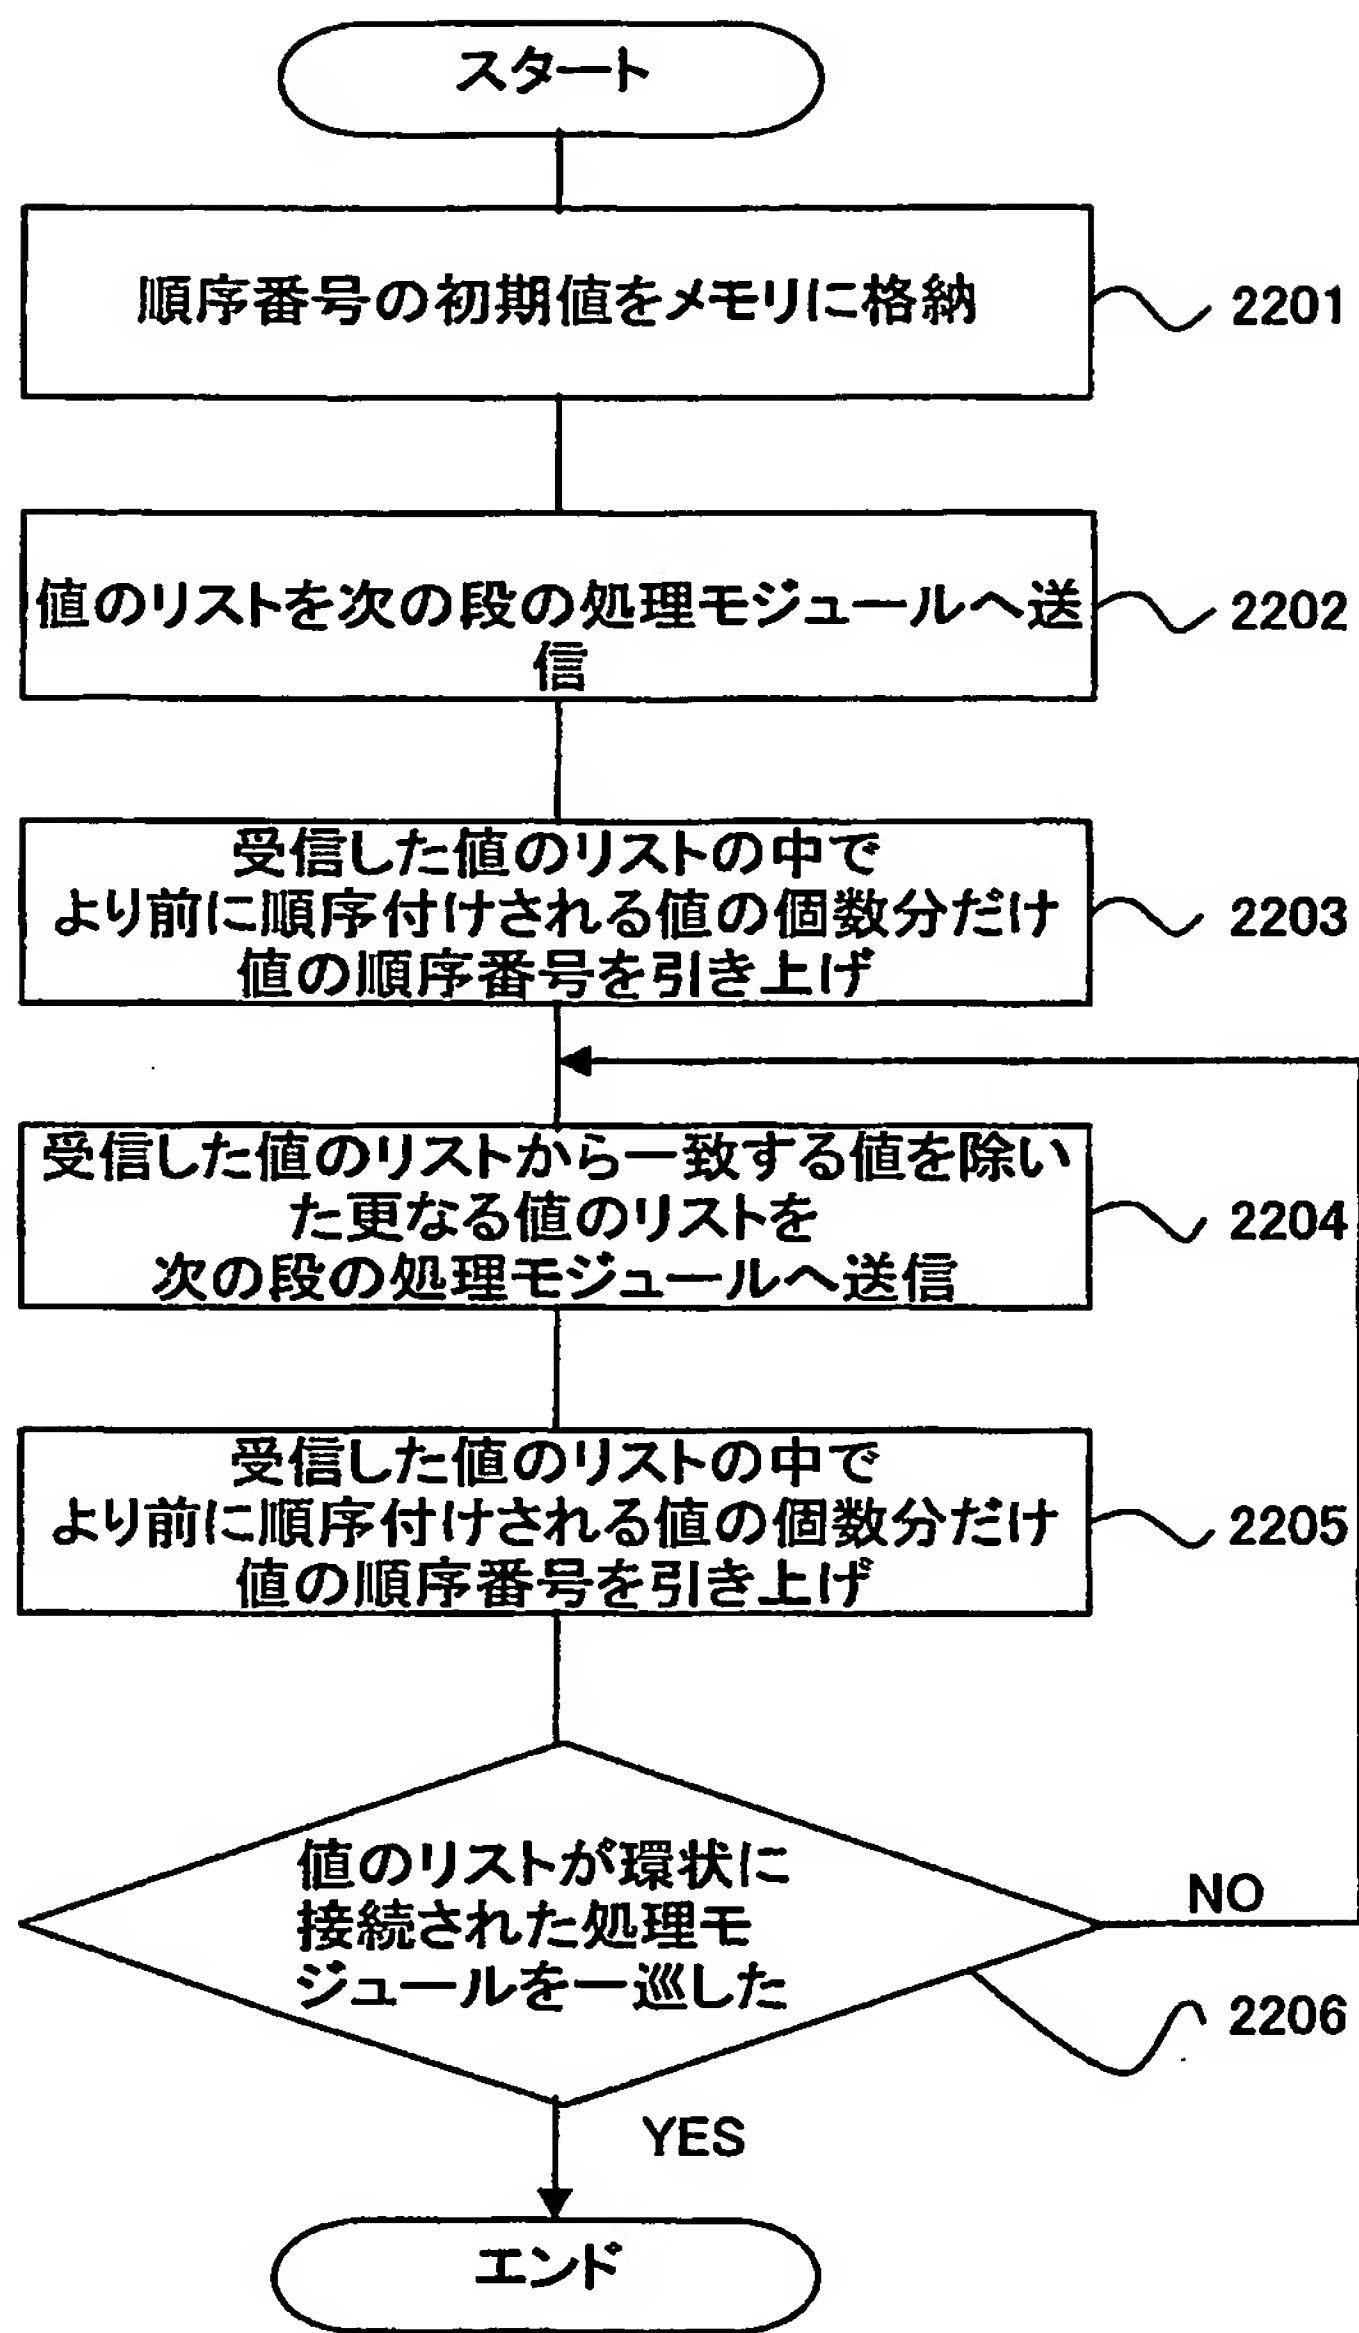 スタート
順序番号の初期値をメモリに格納
2201
値のリストを次の段の処理モジュールへ送
信
2202
受信した値のリストの中で
より前に順序付けされる値の個数分だけ
値の順序番号を引き上げ
2203
受信した値のリストから一致する値を除い
た更なる値のリストを
次の段の処理モジュールへ送信
2204
受信した値のリストの中で
より前に順序付けされる値の個数分だけ
値の順序番号を引き上げ
2205
値のリストが環状に
接続された処理モ
ジュールを一巡した
NO
2206
YES
エンド